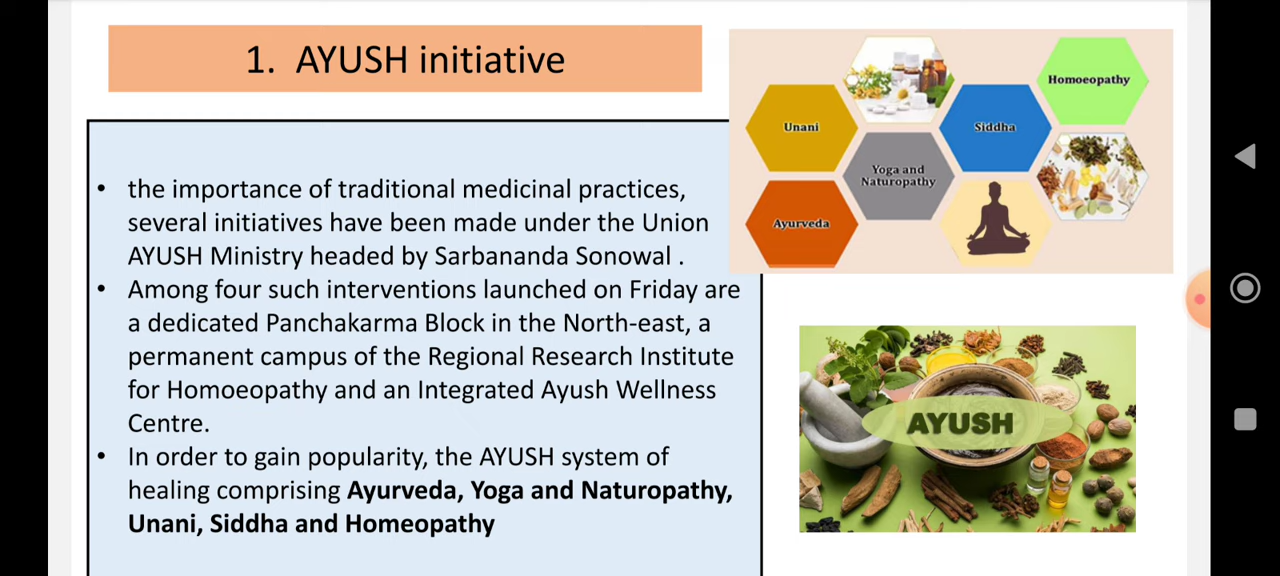 1. AYUSH initiative
• the importance of traditional medicinal practices,
several initiatives have been made under the Union
AYUSH Ministry headed by Sarbananda Sonowal .
• Among four such interventions launched on Friday are
a dedicated Panchakarma Block in the North-east, a
permanent campus of the Regional Research Institute
for Homoeopathy and an Integrated Ayush Wellness
Centre.
• In order to gain popularity, the AYUSH system of
healing comprising Ayurveda, Yoga and Naturopathy,
Unani, Siddha and Homeopathy
Homoeopathy
Unani
Siddha
Yoga and
Naturopathy
Ayurveda
AYUSH